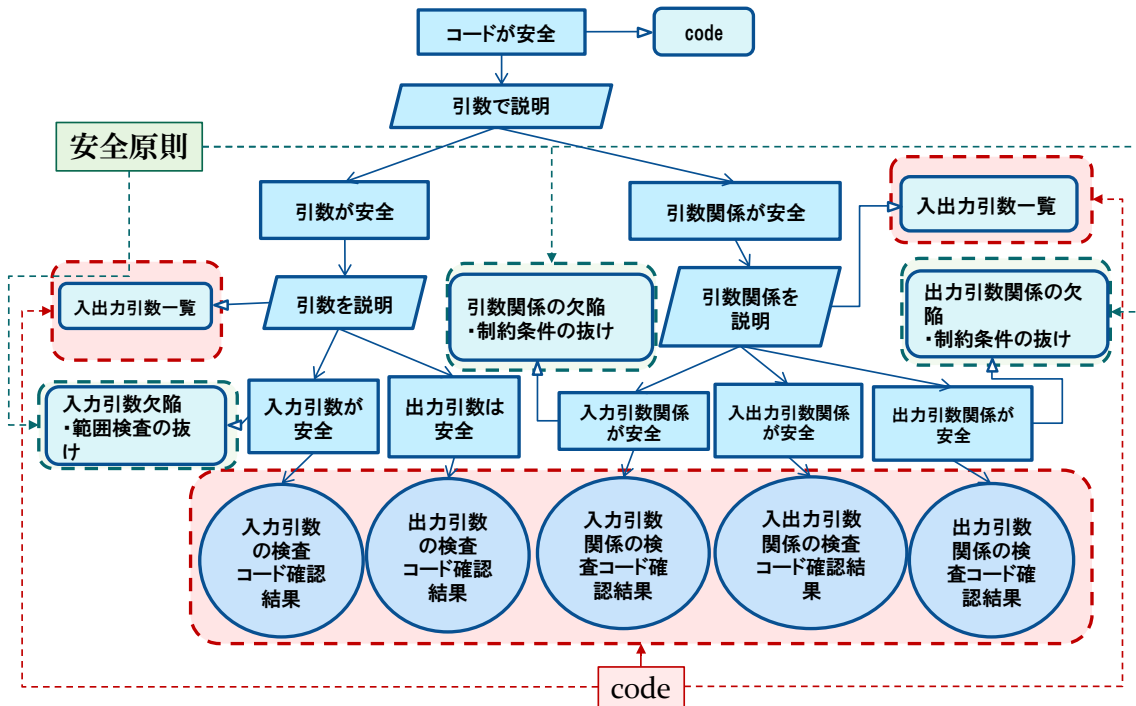 コードが安全
code
引数で説明
安全原則
引数が安全
引数関係が安全
入出力引数一覧
入出力引数一覧
引数を説明
引数関係の欠陥
・制約条件の抜け
引数関係を
説明
出力引数関係の欠
陥
・制約条件の抜け
入力引数欠陥
・範囲検査の抜
け
入力引数が
安全
出力引数は
安全
入力引数関係
が安全
入出力引数関係
が安全
出力引数関係が
安全
入力引数
の検査
コード確認
結果
出力引数
の検査
コード確認
結果
入力引数
関係の検
査コード確
認結果
入出力引数
関係の検査
コード確認結
果
出力引数
関係の検
査コード確
認結果
code